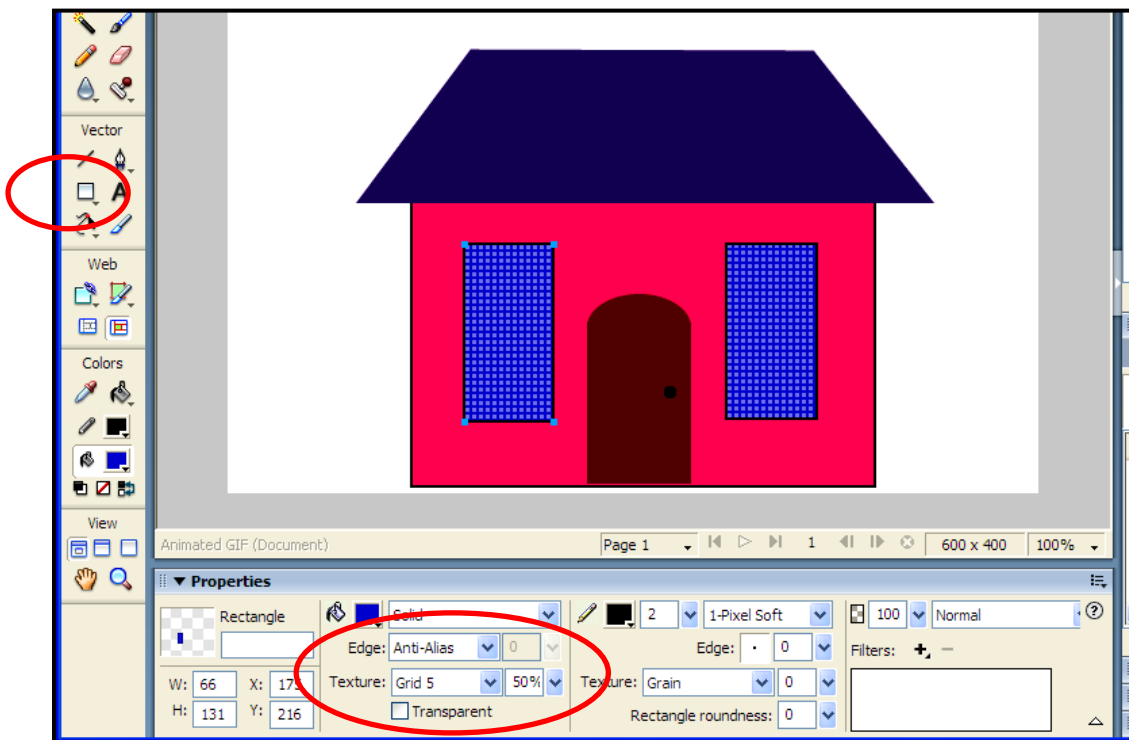 Vector
A
Web
Colors
View
Animated GIF (Document)
Page 1
1
600 x 400
100%
Properties
Rectangle
Solid
2
1-Pixel Soft
100
Normal
?
Edge: Anti-Alias
0
Edge:
0
Filters:
W: 66
X: 175
Texture: Grid 5
50%
Texture: Grain
0
H: 131
Y: 216
Transparent
Rectangle roundness: 0